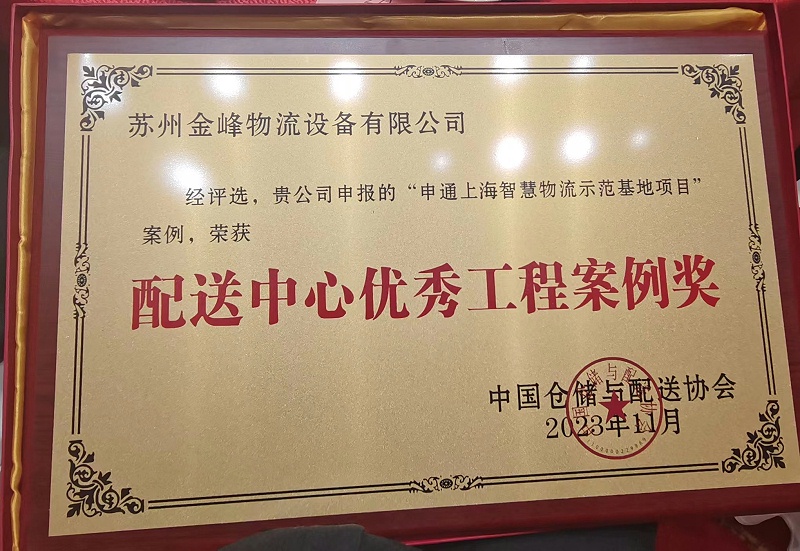 苏州金峰物流设备有限公司
经评选，贵公司申报的“申通上海智慧物流示范基地项目”
案例，荣获
配送中心优秀工程案例奖
中国仓储与配送协会
2023年11月